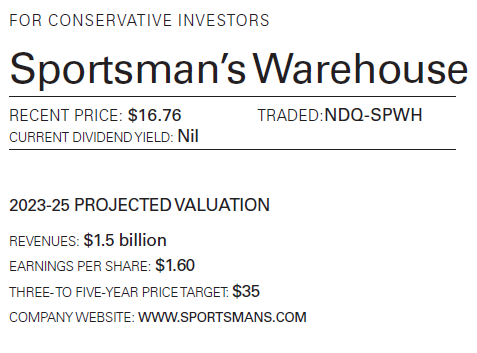 FOR CONSERVATIVE INVESTORS
Sportsman's Warehouse
RECENT PRICE: $16.76 TRADED:NDQ-SPWH
CURRENT DIVIDEND YIELD: Nil
2023-25 PROJECTED VALUATION
REVENUES: $1.5 billion
EARNINGS PER SHARE: $1.60
THREE-TO FIVE-YEAR PRICE TARGET: $35
COMPANY WEBSITE: WWW.SPORTSMANS.COM